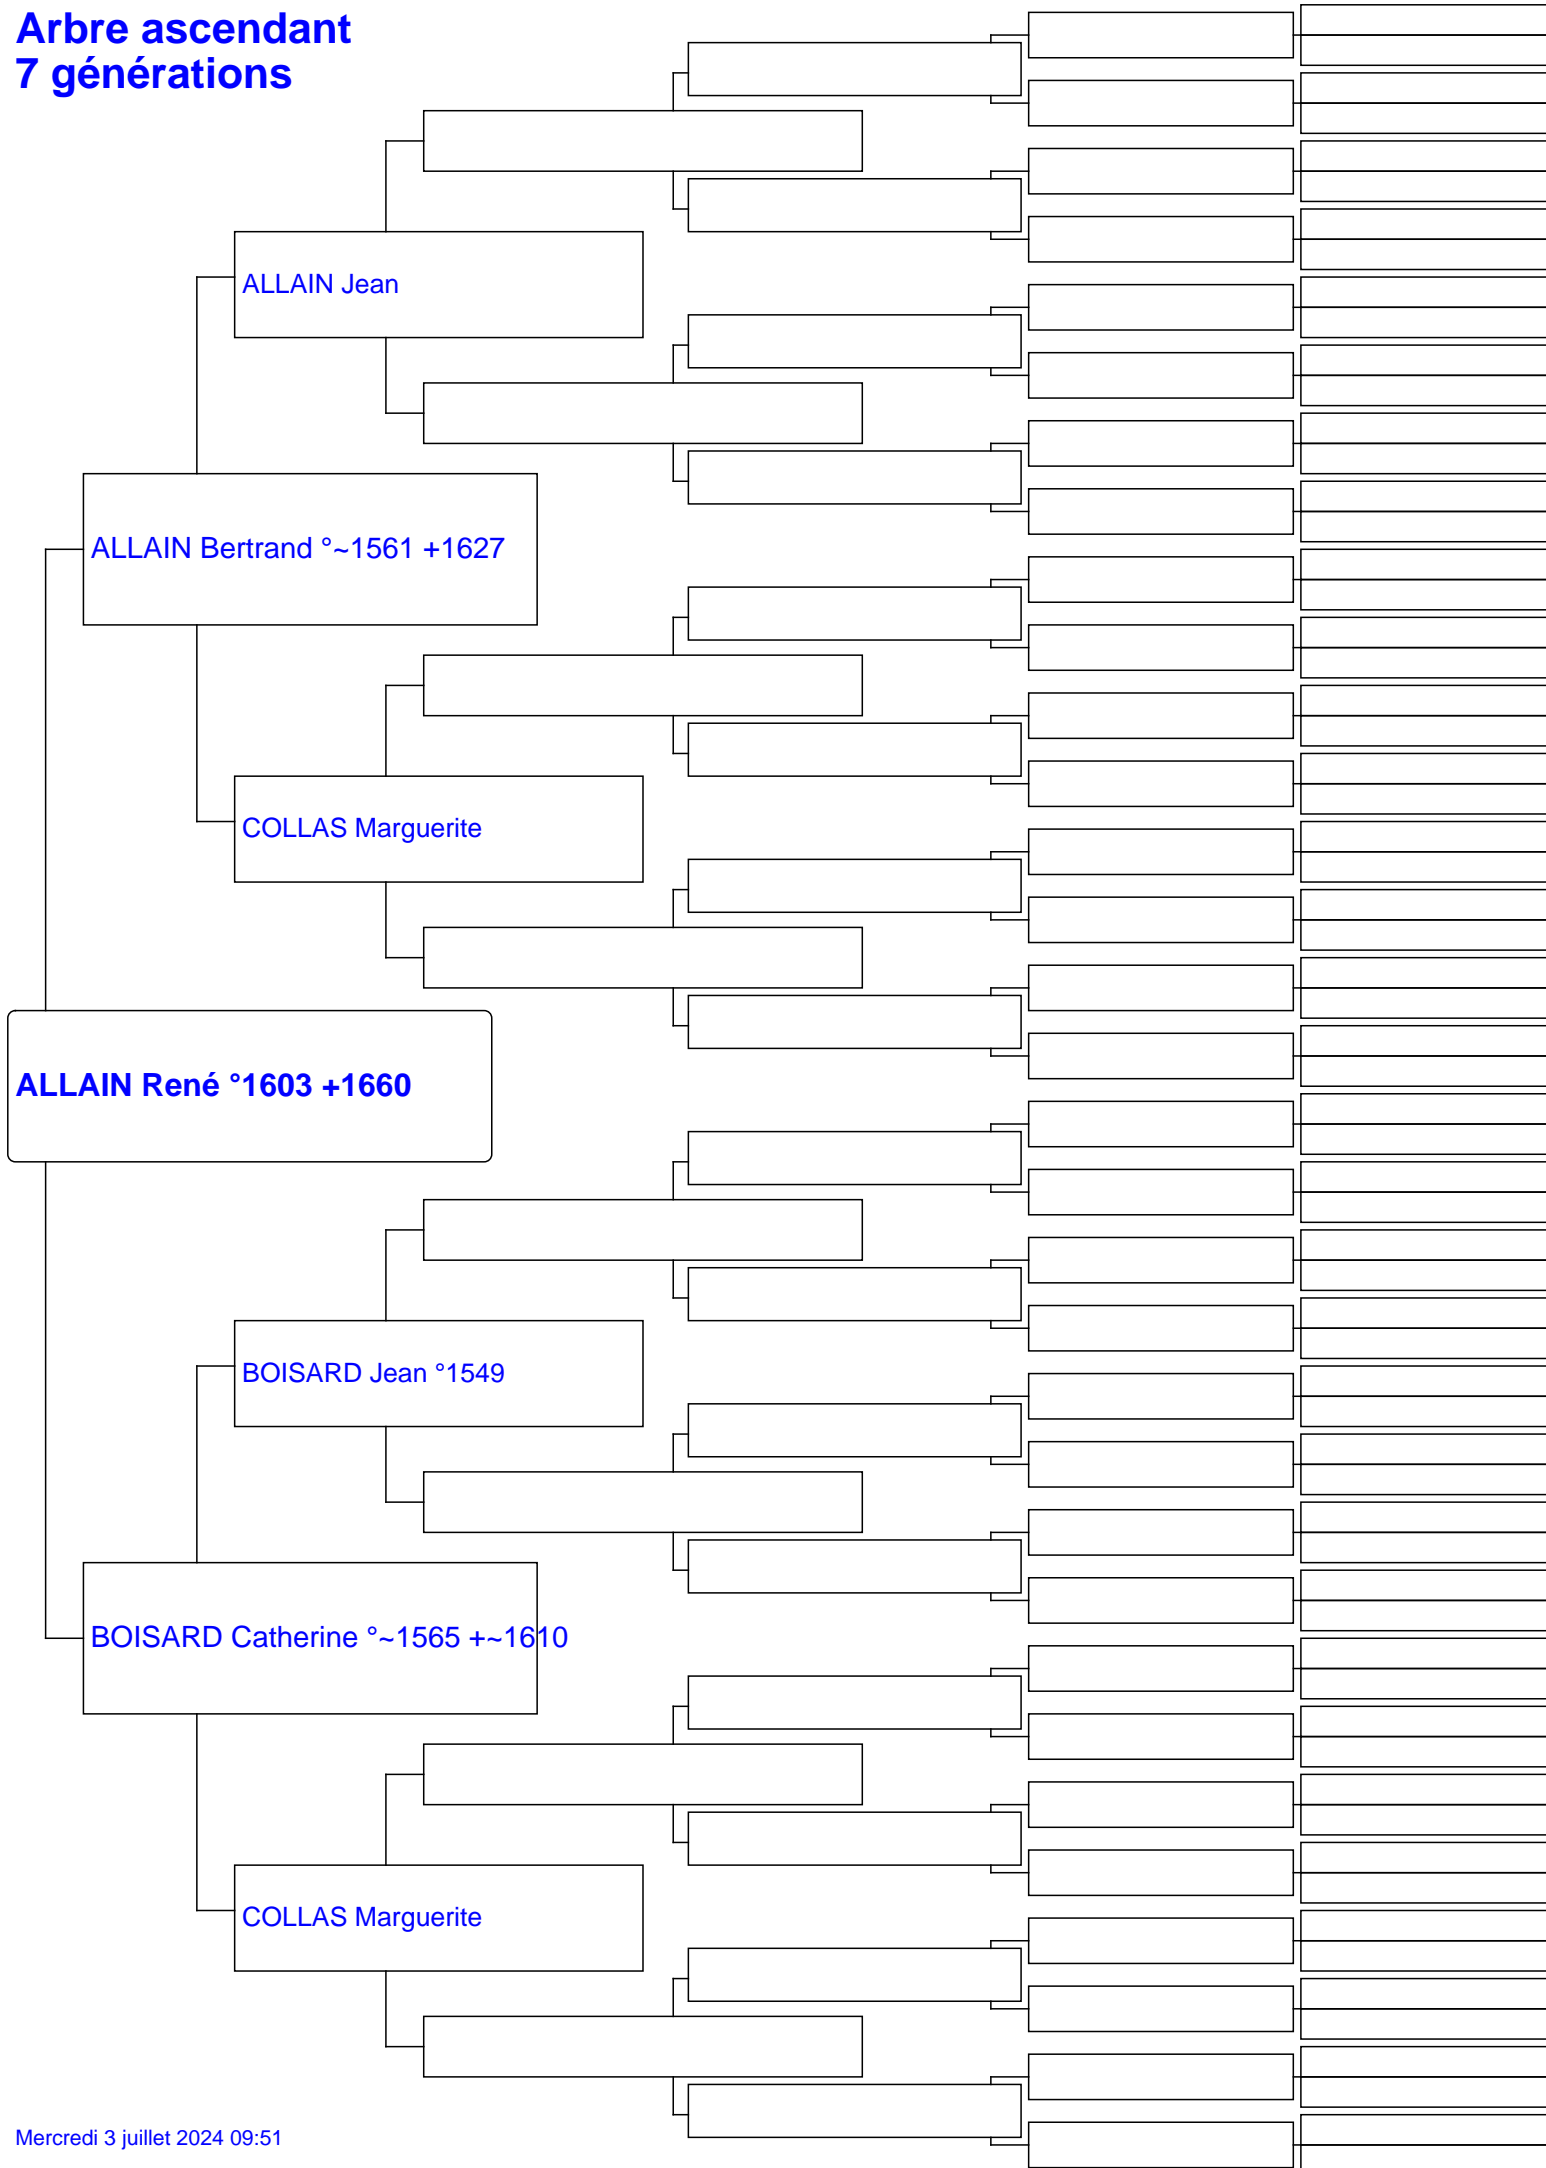 Arbre ascendant
7 générations
ALLAIN Jean
ALLAIN Bertrand °~1561 +1627
COLLAS Marguerite
ALLAIN René °1603 +1660
BOISARD Jean °1549
BOISARD Catherine °~1565 +~1610
COLLAS Marguerite
Mercredi 3 juillet 2024 09:51